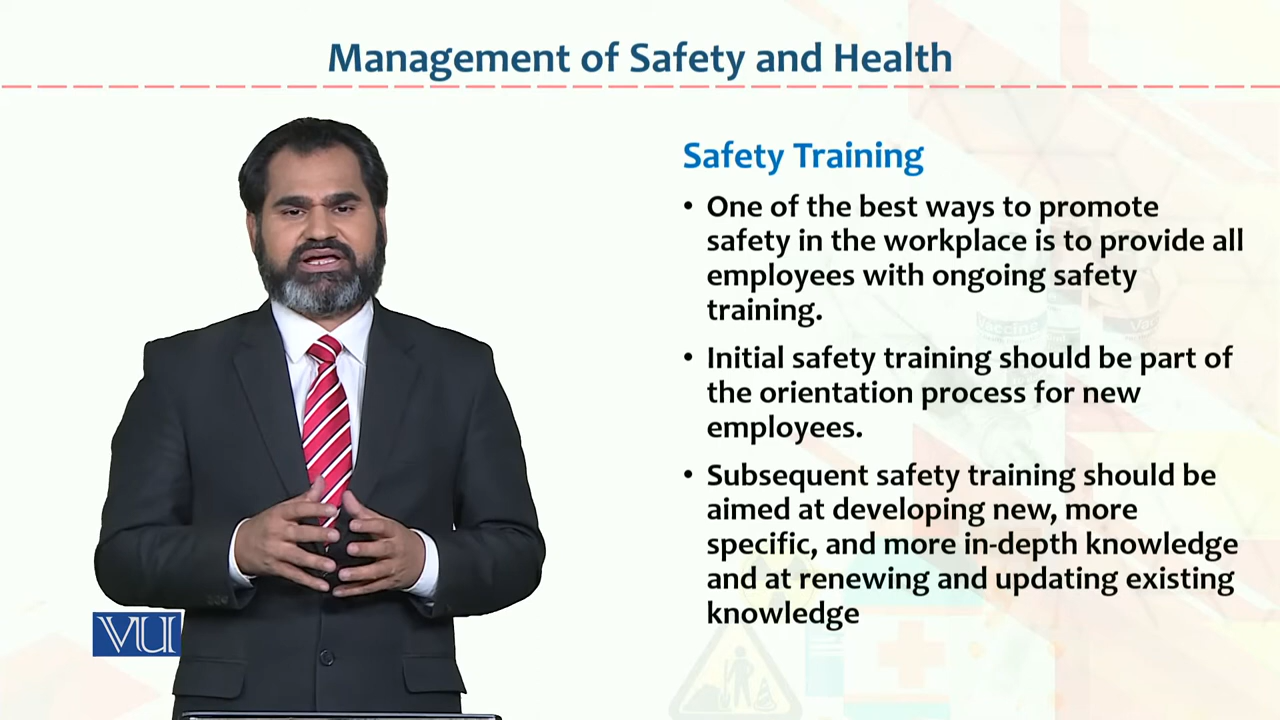 Management of Safety and Health
Safety Training
• One of the best ways to promote
safety in the workplace is to provide all
employees with ongoing safety
training.
• Initial safety training should be part of
the orientation process for new
employees.
• Subsequent safety training should be
aimed at developing new, more
specific, and more in-depth knowledge
and at renewing and updating existing
knowledge
Vaccine
VU